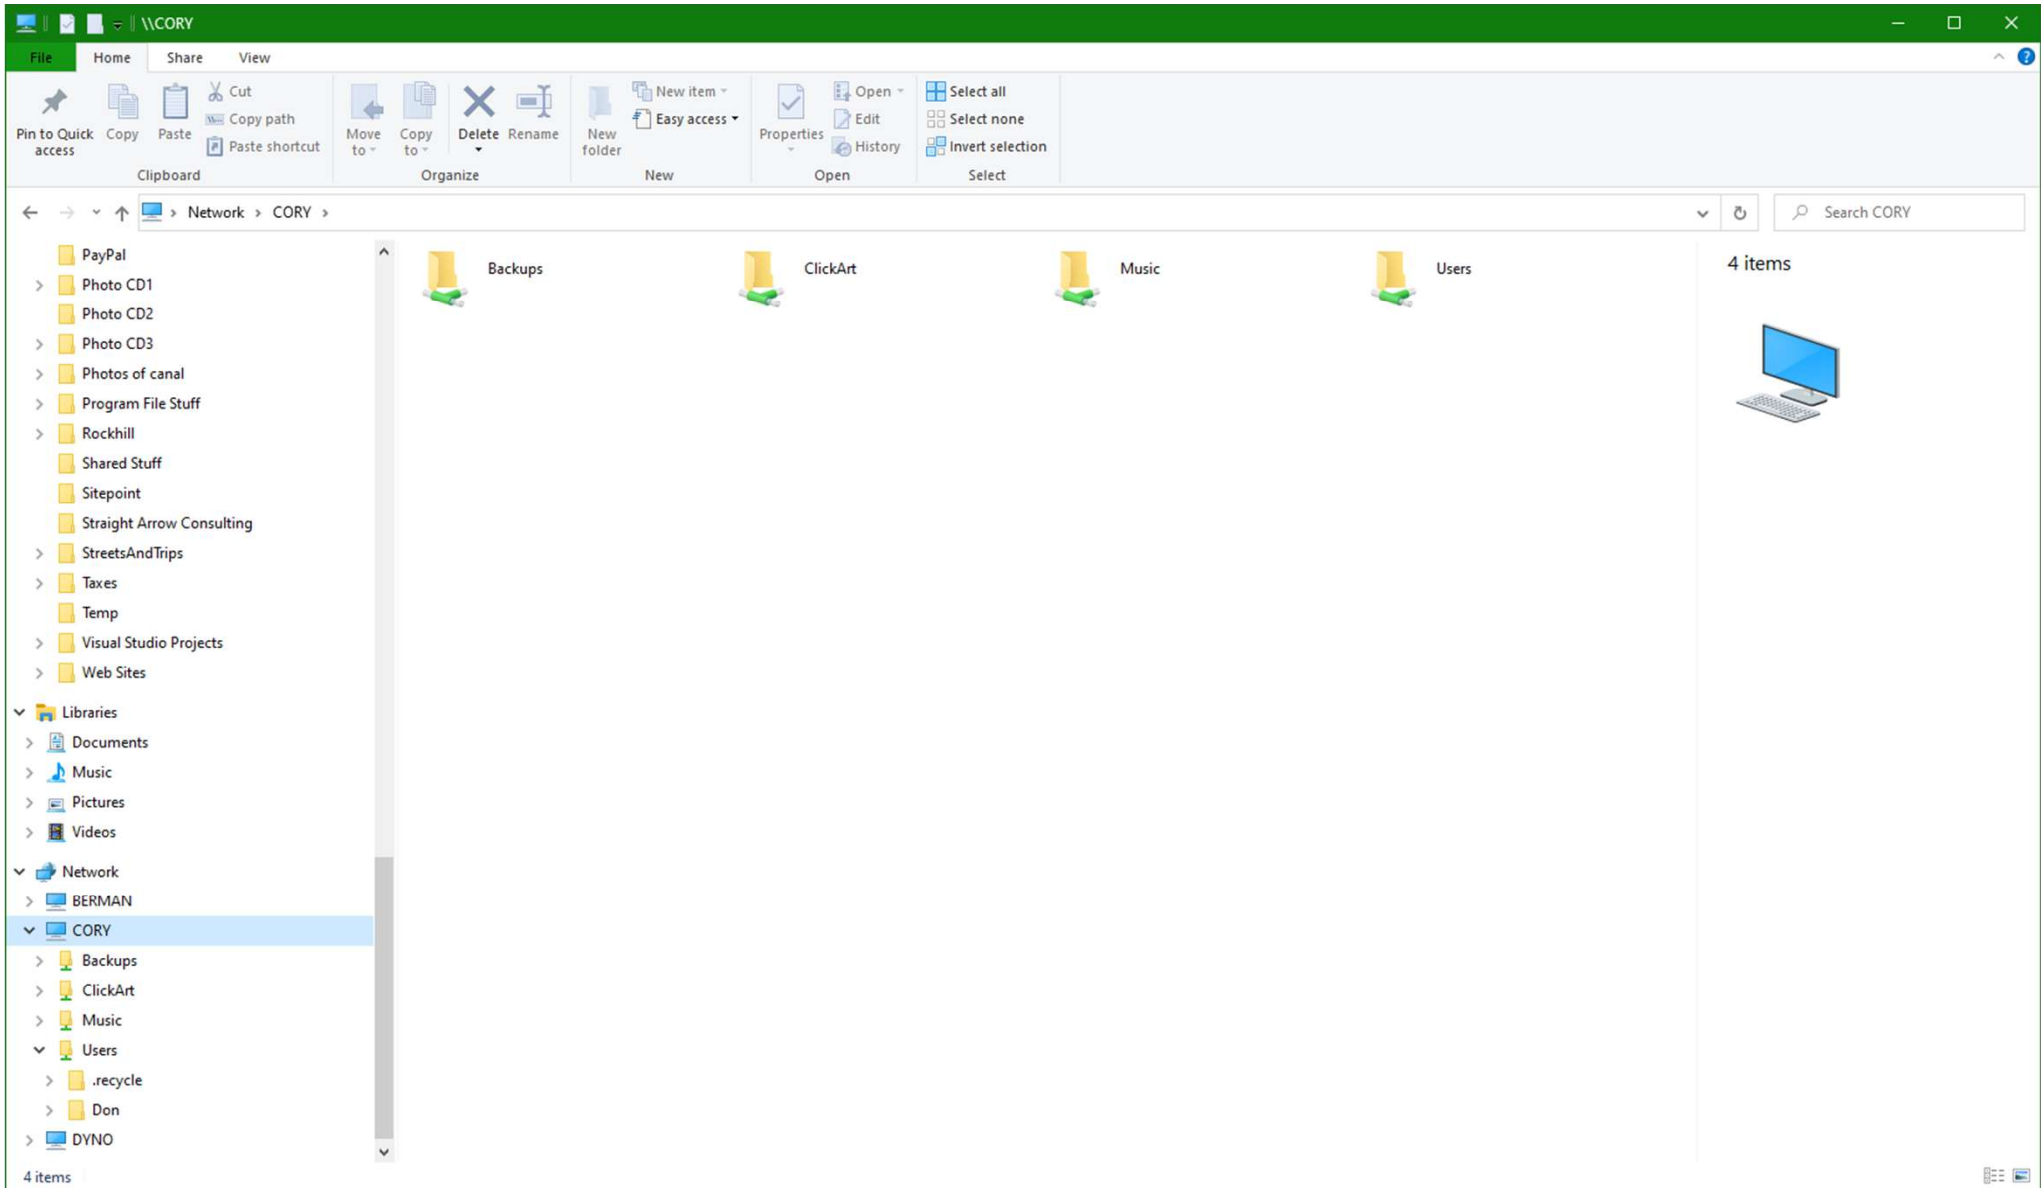 \\CORY
File Home Share View
Pin to Quick access
Copy
Paste
Cut
Copy path
Paste shortcut
Clipboard
Move to
Copy to
Delete
Rename
Organize
New folder
New item
Easy access
New
Properties
Open
Edit
History
Open
Select all
Select none
Invert selection
Select
Network > CORY >
Search CORY
PayPal
Photo CD1
Photo CD2
Photo CD3
Photos of canal
Program File Stuff
Rockhill
Shared Stuff
Sitepoint
Straight Arrow Consulting
StreetsAndTrips
Taxes
Temp
Visual Studio Projects
Web Sites
Libraries
Documents
Music
Pictures
Videos
Network
BERMAN
CORY
Backups
ClickArt
Music
Users
.recycle
Don
DYNO
Backups
ClickArt
Music
Users
4 items
4 items